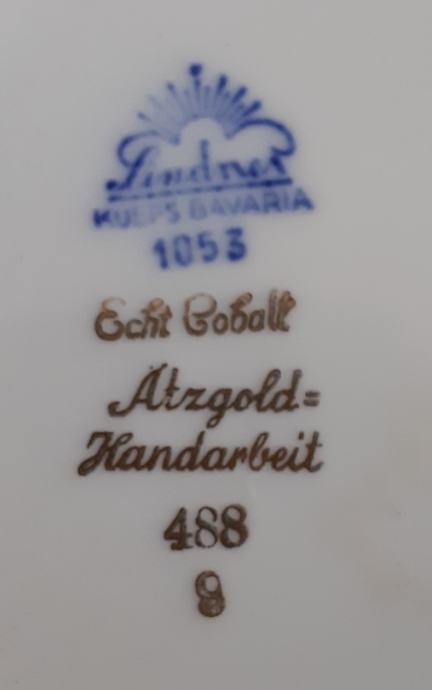 Lindner
KUEPS BAVARIA
1053
Echt Cobalt
Ätzgold=
Handarbeit
488
9